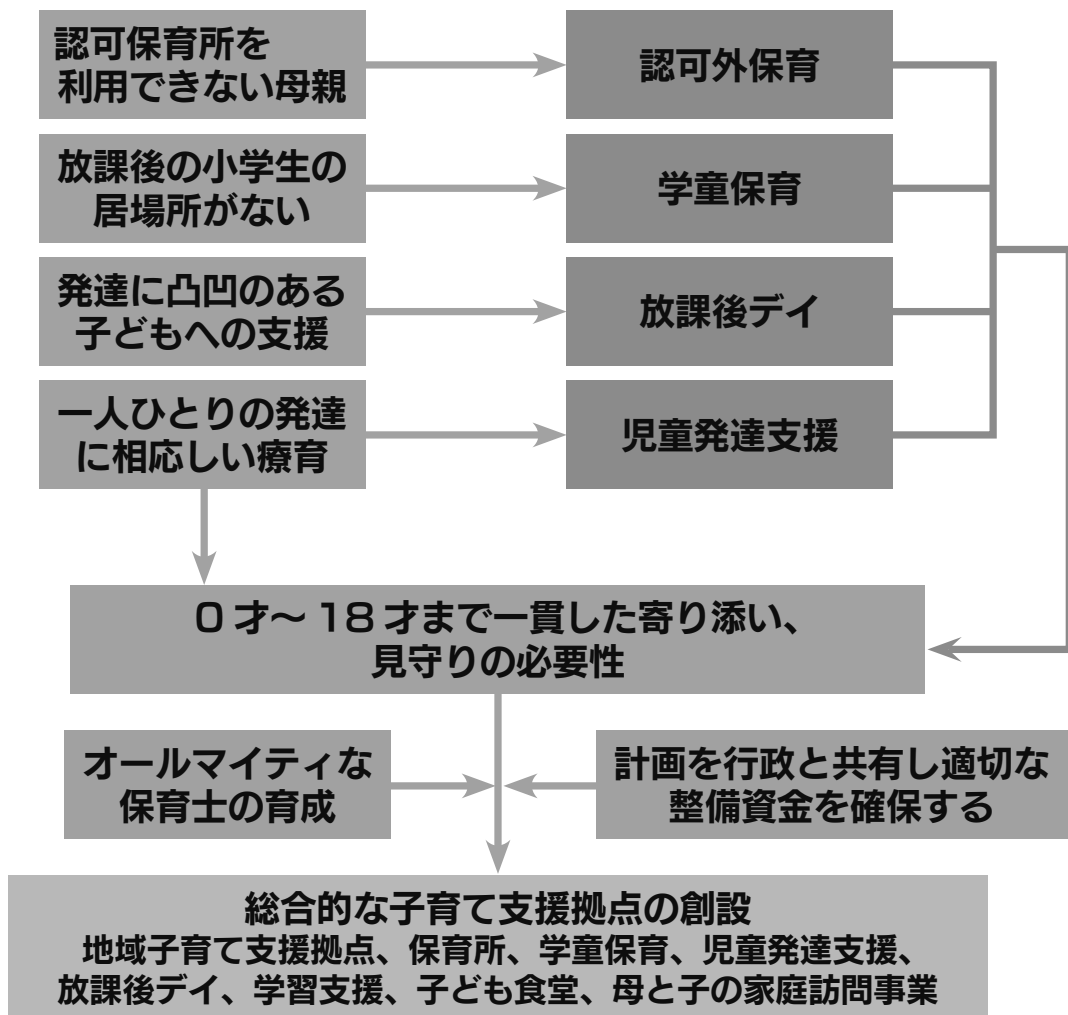 認可保育所を
利用できない母親
認可外保育
放課後の小学生の
居場所がない
学童保育
発達に凸凹のある
子どもへの支援
放課後デイ
一人ひとりの発達
に相応しい療育
児童発達支援
0才〜18才まで一貫した寄り添い、
見守りの必要性
オールマイティな
保育士の育成
計画を行政と共有し適切な
整備資金を確保する
総合的な子育て支援拠点の創設
地域子育て支援拠点、保育所、学童保育、児童発達支援、
放課後デイ、学習支援、子ども食堂、母と子の家庭訪問事業